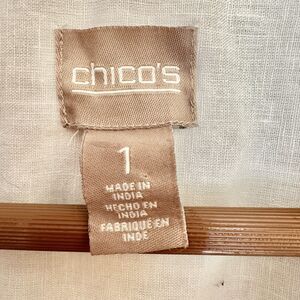 chico's
1
MADE IN
INDIA
HECHO EN
INDIA
FABRIQUÉ EN
INDE